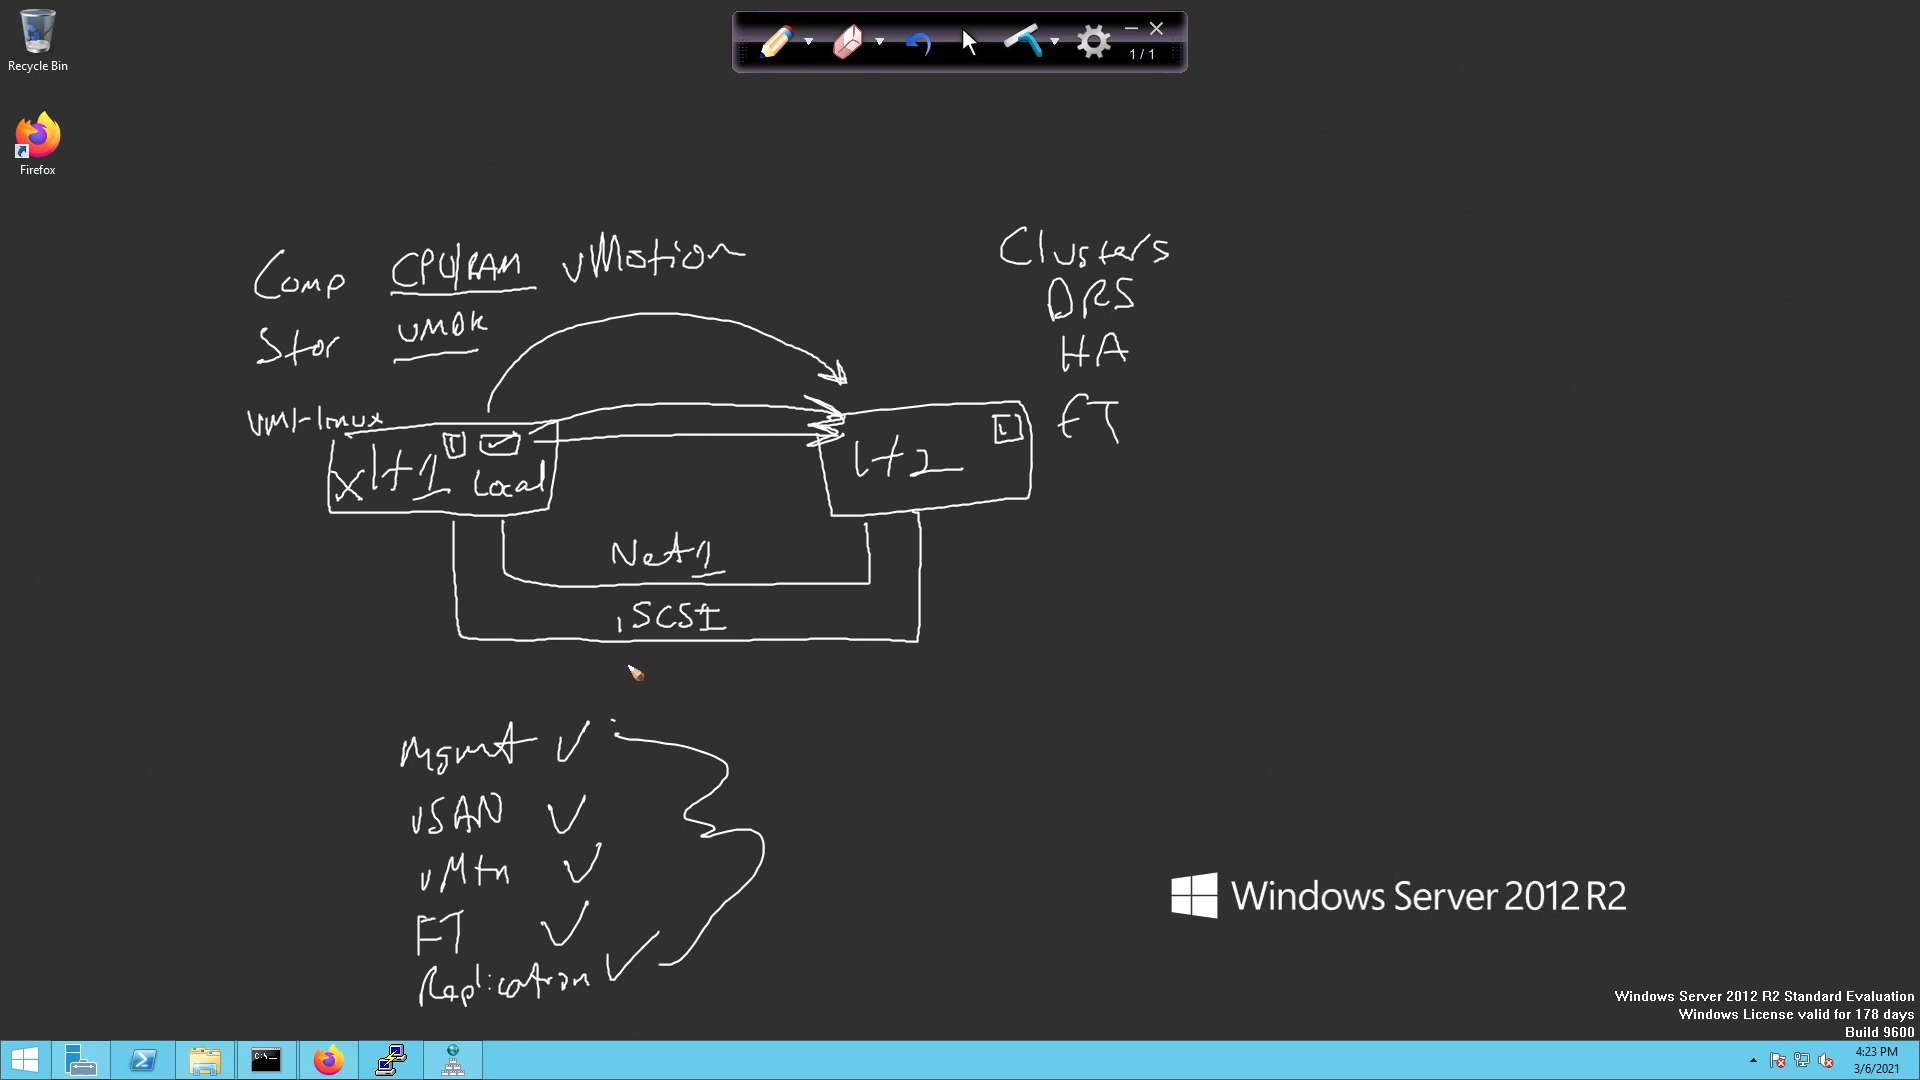 Recycle Bin
1 / 1
Firefox
Comp CPU/RAM vMotion
Stor VMDK
Clusters
DRS
HA
FT
VM1-linux
Local
Net1
iSCSI
Mgmt
vSAN
vMtn
FT
Replication
Windows Server 2012 R2
Windows Server 2012 R2 Standard Evaluation
Windows License valid for 178 days
Build 9600
4:23 PM
3/6/2021